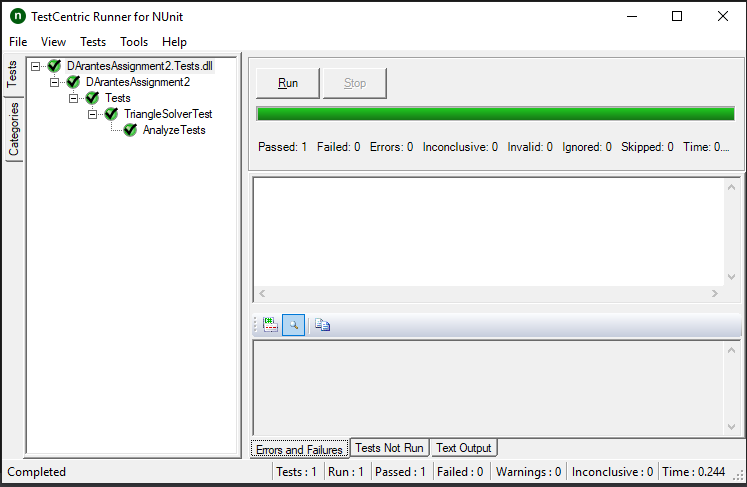 n TestCentric Runner for NUnit
File View Tests Tools Help
Tests
Categories
DArantesAssignment2.Tests.dll
DArantesAssignment2
Tests
TriangleSolverTest
AnalyzeTests
Run Stop
Passed: 1 Failed: 0 Errors: 0 Inconclusive: 0 Invalid: 0 Ignored: 0 Skipped: 0 Time: 0....
Errors and Failures Tests Not Run Text Output
Completed Tests : 1 Run : 1 Passed : 1 Failed : 0 Warnings : 0 Inconclusive : 0 Time : 0.244